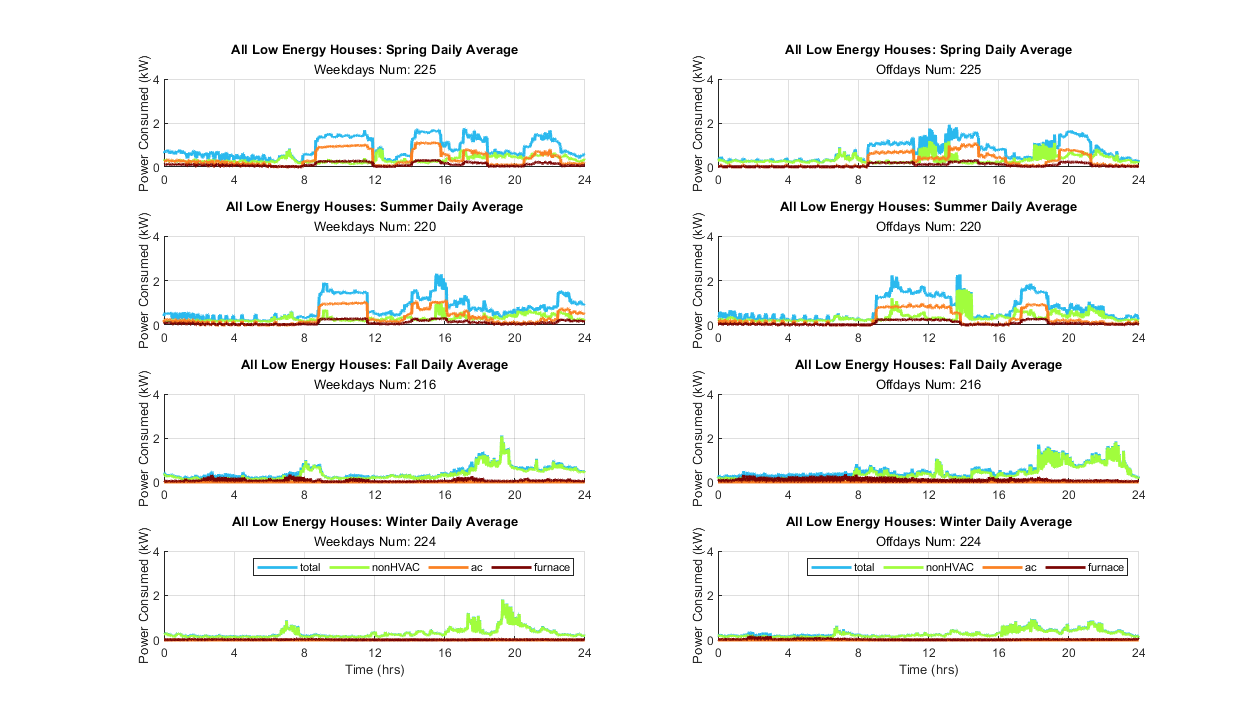 All Low Energy Houses: Spring Daily Average
Weekdays Num: 225
Power Consumed (kW)
4
2
0
0 4 8 12 16 20 24
All Low Energy Houses: Spring Daily Average
Offdays Num: 225
Power Consumed (kW)
4
2
0
0 4 8 12 16 20 24
All Low Energy Houses: Summer Daily Average
Weekdays Num: 220
Power Consumed (kW)
4
2
0
0 4 8 12 16 20 24
All Low Energy Houses: Summer Daily Average
Offdays Num: 220
Power Consumed (kW)
4
2
0
0 4 8 12 16 20 24
All Low Energy Houses: Fall Daily Average
Weekdays Num: 216
Power Consumed (kW)
4
2
0
0 4 8 12 16 20 24
All Low Energy Houses: Fall Daily Average
Offdays Num: 216
Power Consumed (kW)
4
2
0
0 4 8 12 16 20 24
All Low Energy Houses: Winter Daily Average
Weekdays Num: 224
Power Consumed (kW)
4
2
0
total nonHVAC ac furnace
0 4 8 12 16 20 24
Time (hrs)
All Low Energy Houses: Winter Daily Average
Offdays Num: 224
Power Consumed (kW)
4
2
0
total nonHVAC ac furnace
0 4 8 12 16 20 24
Time (hrs)